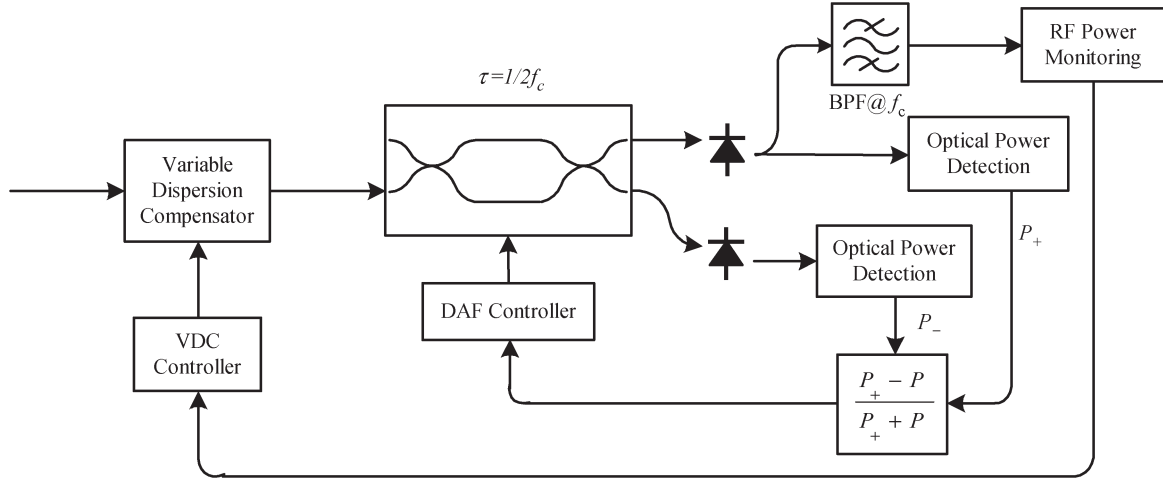 RF Power
Monitoring
τ=1/2f_c
BPF@ f_c
Variable
Dispersion
Compensator
Optical Power
Detection
P_+
Optical Power
Detection
DAF Controller
P_−
VDC
Controller
P_+ − P
P_+ + P